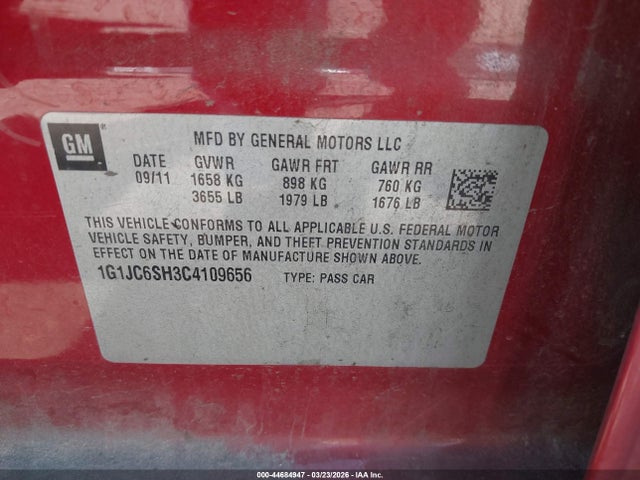 GM
MFD BY GENERAL MOTORS LLC
DATE GVWR GAWR FRT GAWR RR
09/11 1658 KG 898 KG 760 KG
3655 LB 1979 LB 1676 LB
THIS VEHICLE CONFORMS TO ALL APPLICABLE U.S. FEDERAL MOTOR
VEHICLE SAFETY, BUMPER, AND THEFT PREVENTION STANDARDS IN
EFFECT ON THE DATE OF MANUFACTURE SHOWN ABOVE.
1G1JC6SH3C4109656 TYPE: PASS CAR
000-44684947 | 03/23/2026 - IAA Inc.